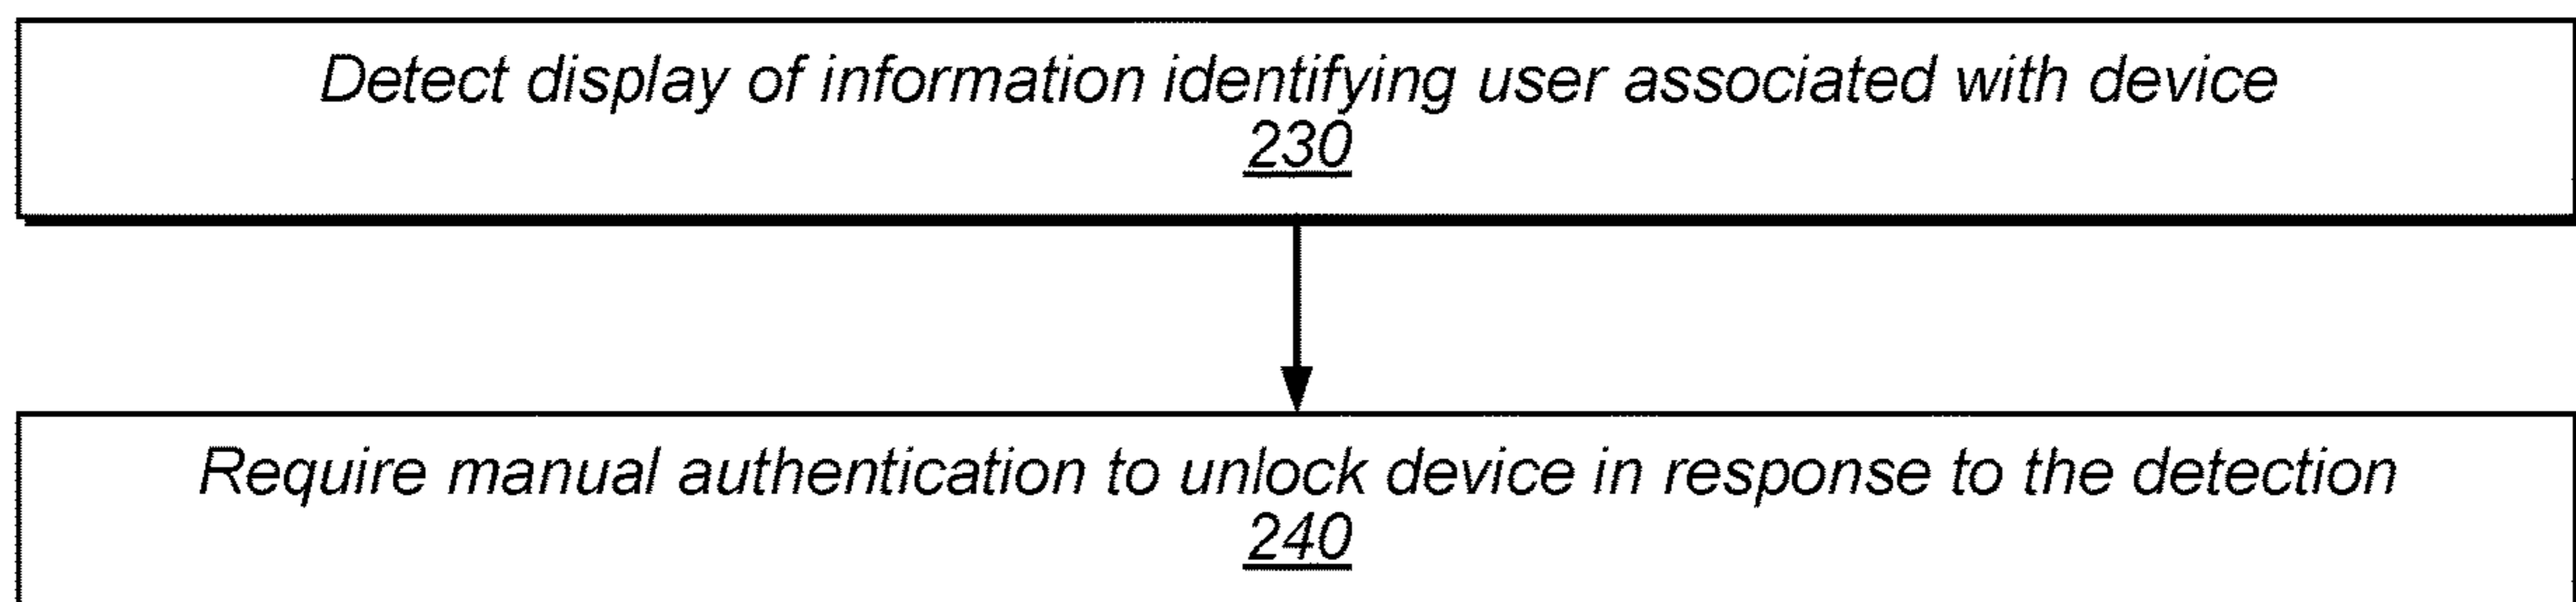 Detect display of information identifying user associated with device
230
Require manual authentication to unlock device in response to the detection
240